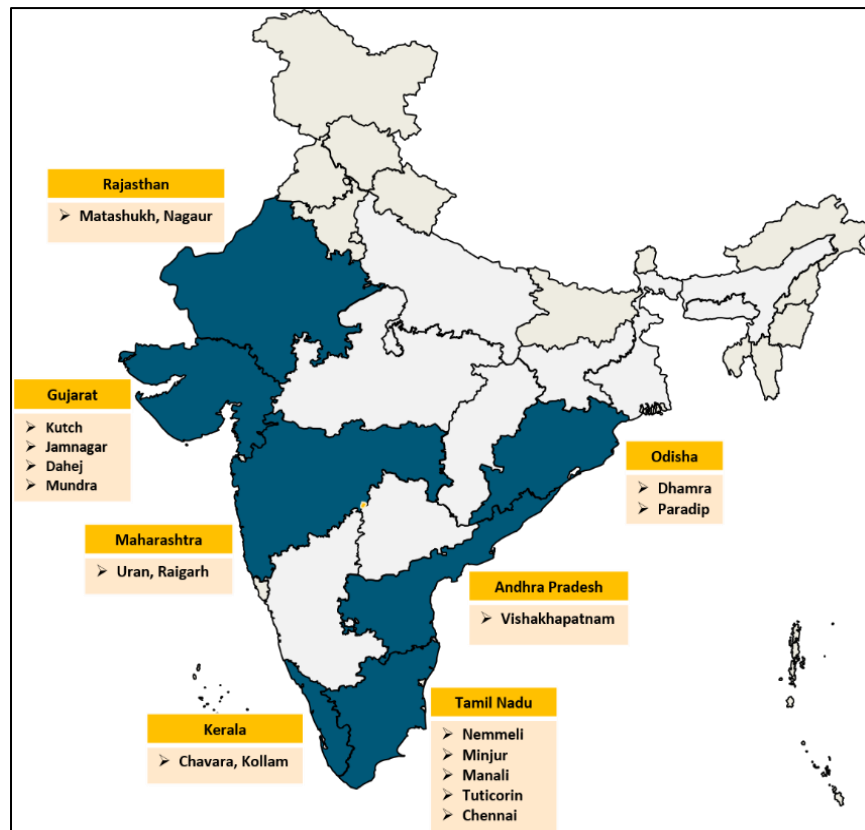 Rajasthan
➢ Matashukh, Nagaur
Gujarat
➢ Kutch
➢ Jamnagar
➢ Dahej
➢ Mundra
Odisha
➢ Dhamra
➢ Paradip
Maharashtra
➢ Uran, Raigarh
Andhra Pradesh
➢ Vishakhapatnam
Tamil Nadu
➢ Nemmeli
➢ Minjur
➢ Manali
➢ Tuticorin
➢ Chennai
Kerala
➢ Chavara, Kollam